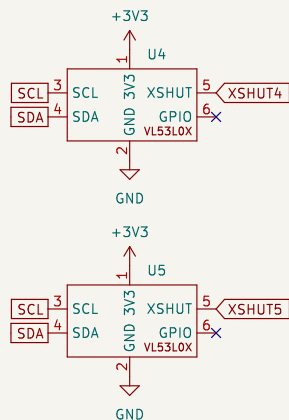 +3V3
1
U4
SCL 3 SCL 3V3 XSHUT 5 XSHUT4
SDA 4 SDA GND GPIO 6
VL53L0X
2
GND
+3V3
1
U5
SCL 3 SCL 3V3 XSHUT 5 XSHUT5
SDA 4 SDA GND GPIO 6
VL53L0X
2
GND